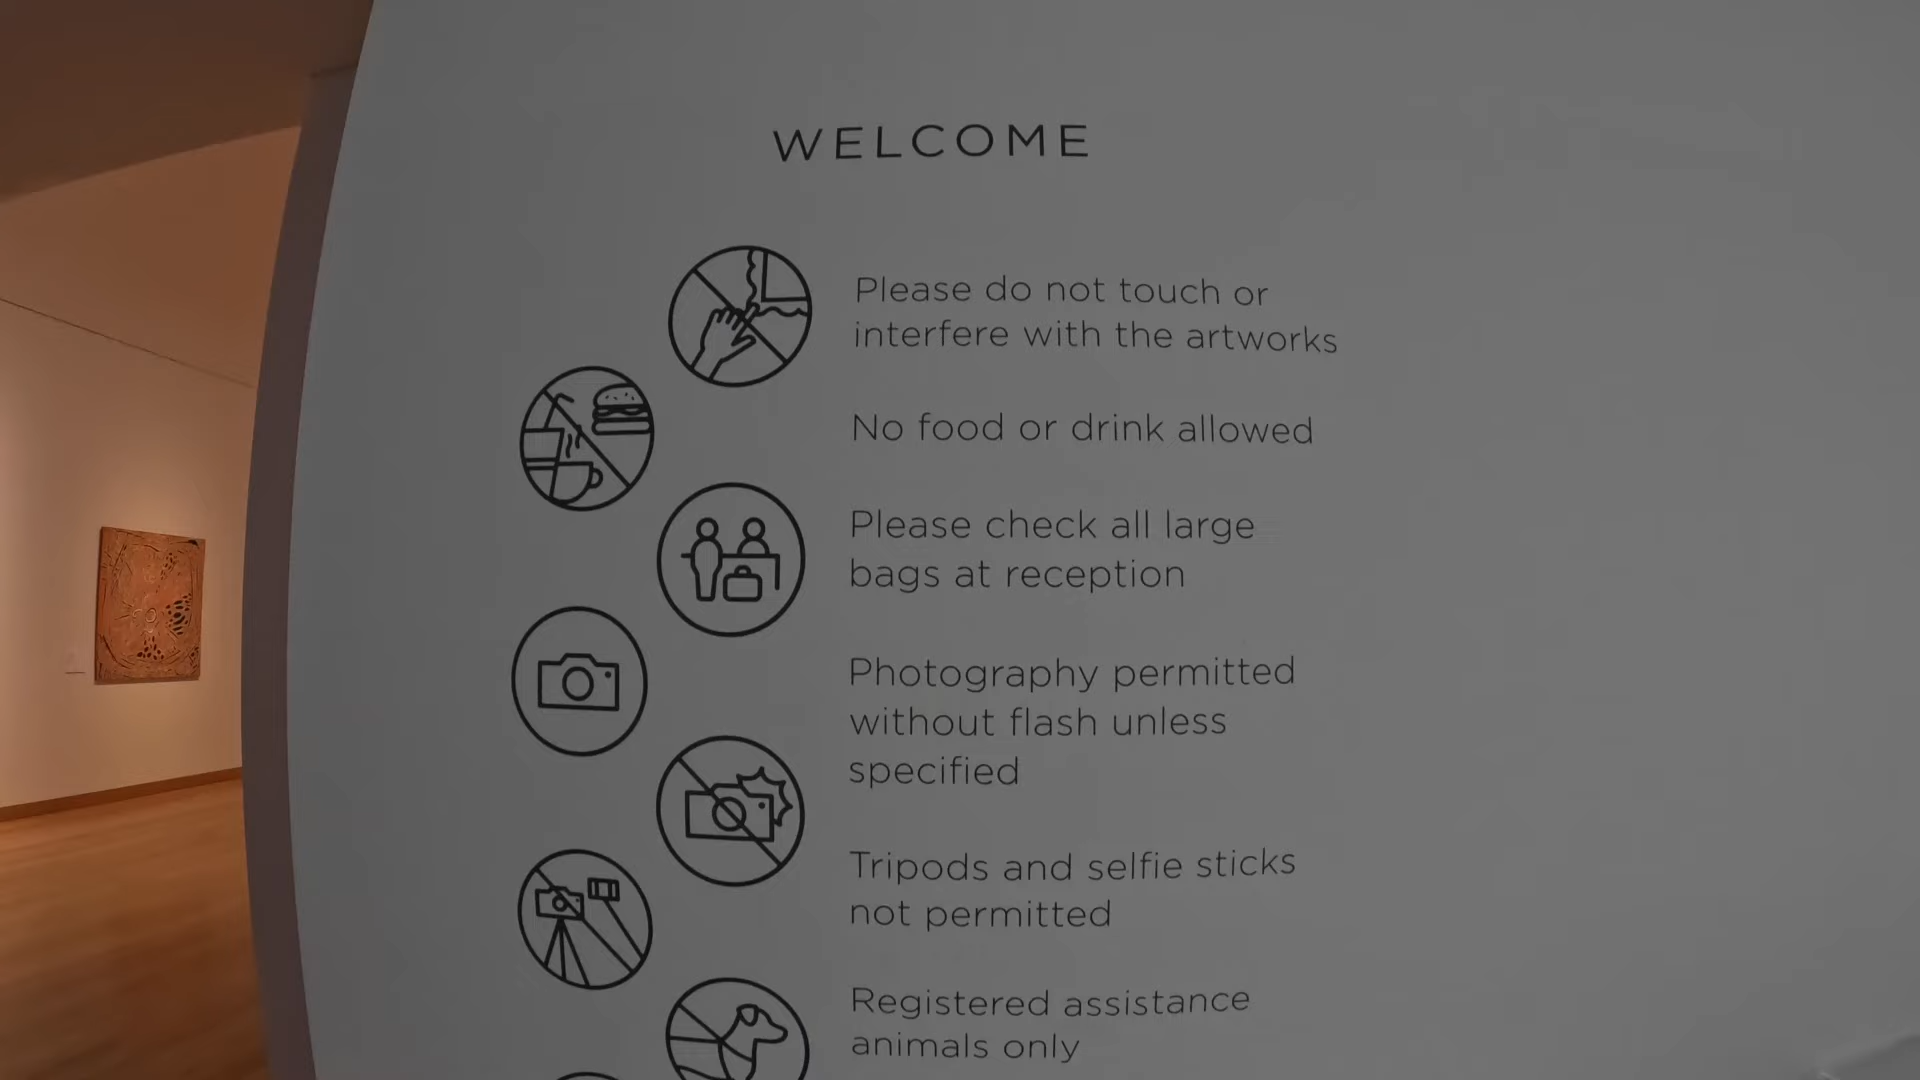 WELCOME
Please do not touch or
interfere with the artworks
No food or drink allowed
Please check all large
bags at reception
Photography permitted
without flash unless
specified
Tripods and selfie sticks
not permitted
Registered assistance
animals only